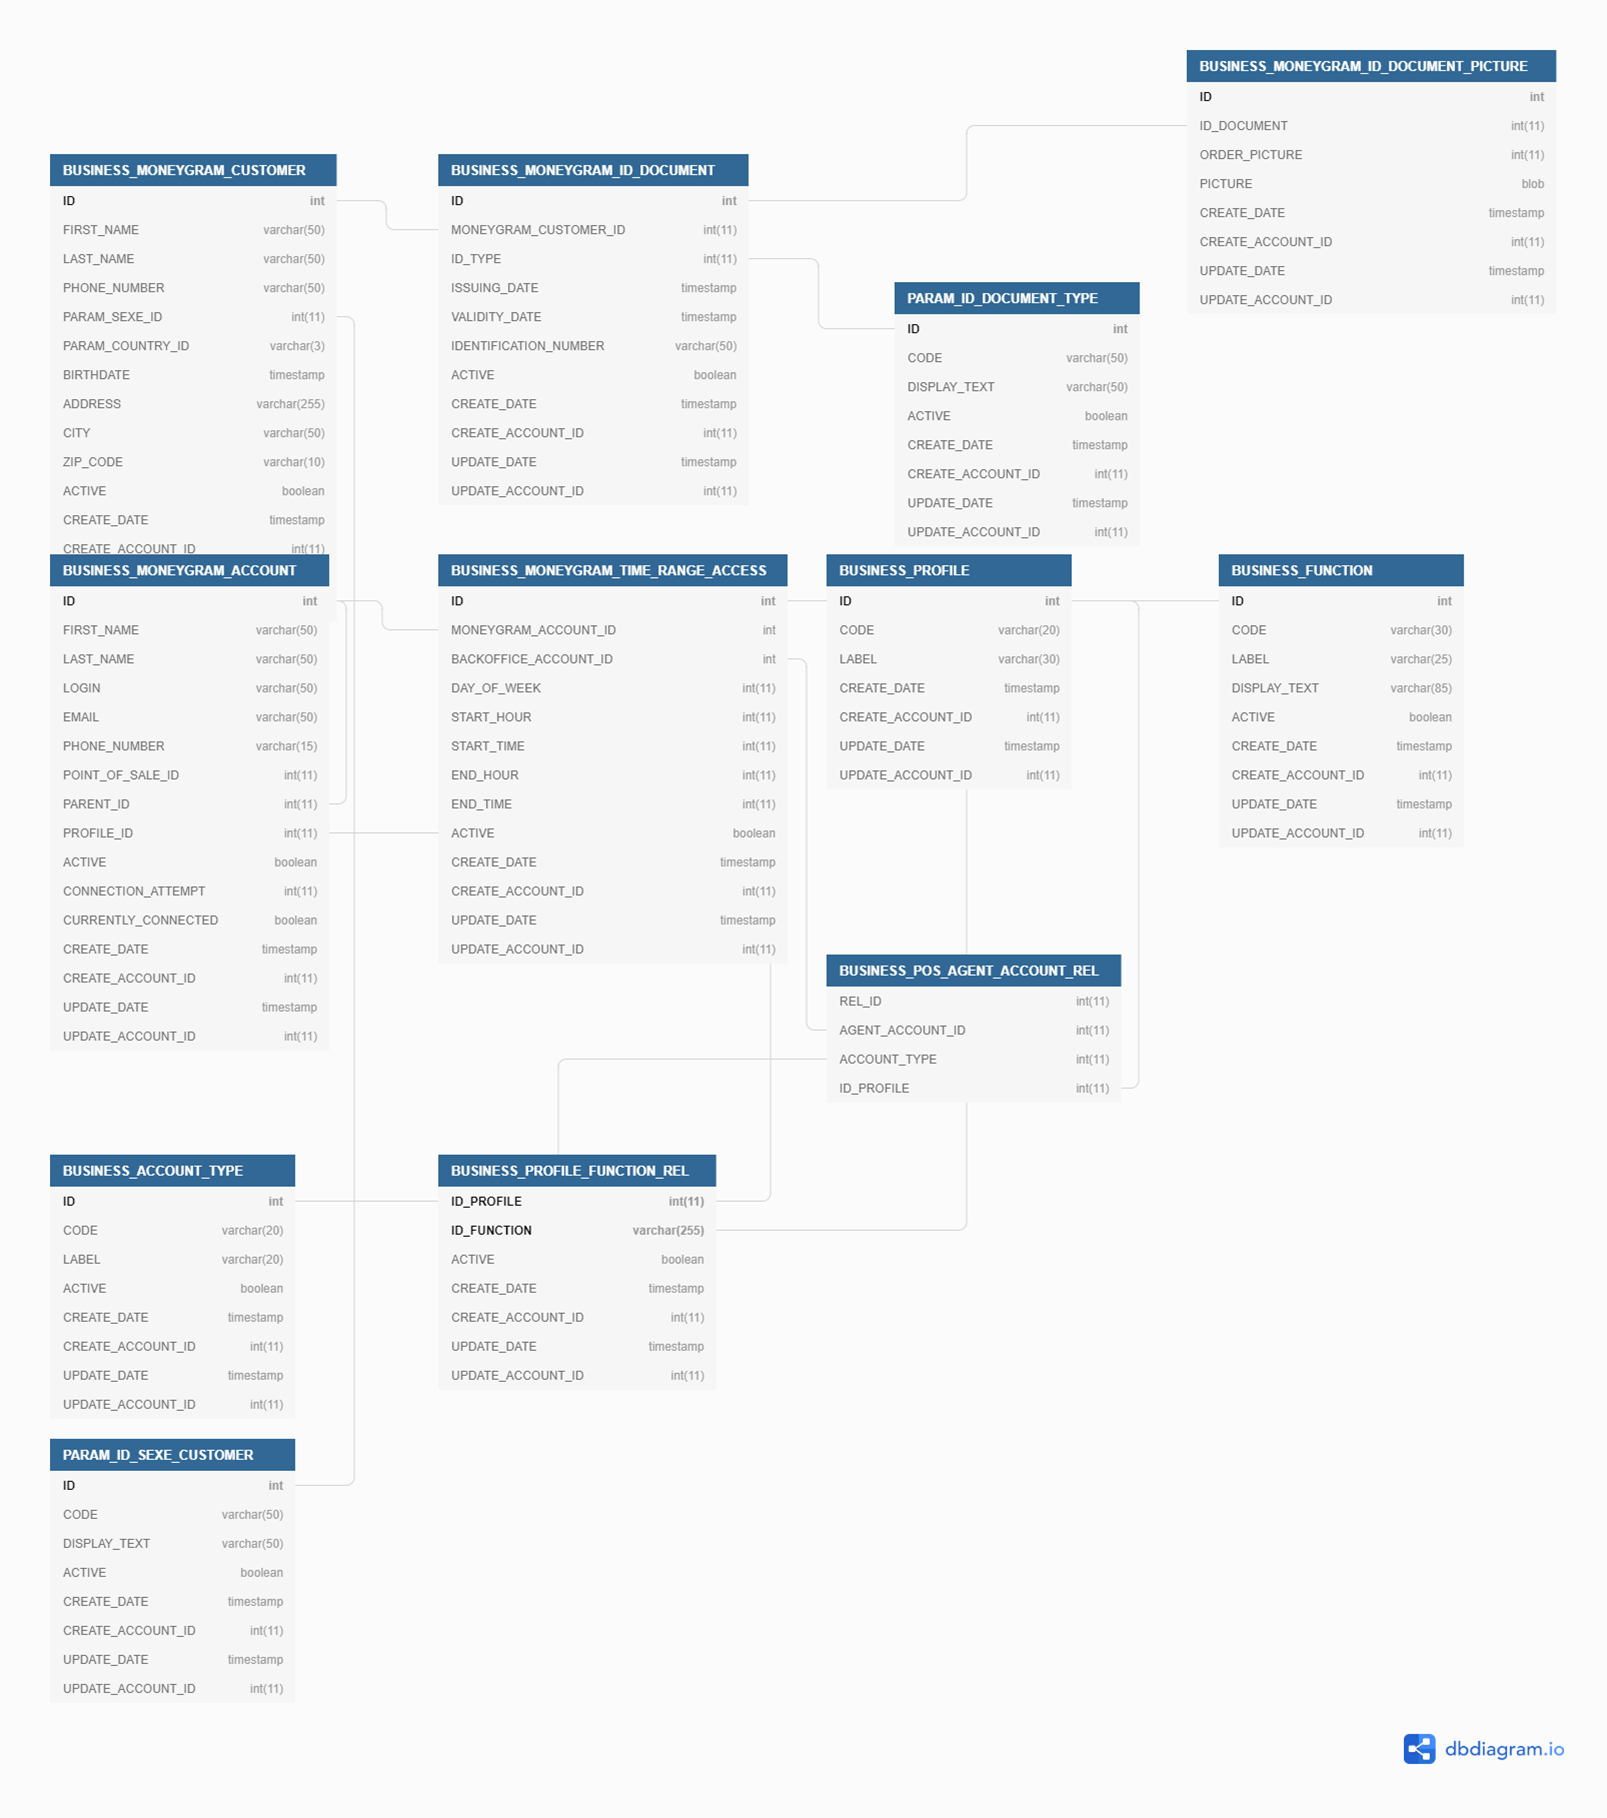 BUSINESS_MONEYGRAM_ID_DOCUMENT_PICTURE
ID int
ID_DOCUMENT int(11)
ORDER_PICTURE int(11)
PICTURE blob
CREATE_DATE timestamp
CREATE_ACCOUNT_ID int(11)
UPDATE_DATE timestamp
UPDATE_ACCOUNT_ID int(11)
BUSINESS_MONEYGRAM_CUSTOMER
ID int
FIRST_NAME varchar(50)
LAST_NAME varchar(50)
PHONE_NUMBER varchar(50)
PARAM_SEXE_ID int(11)
PARAM_COUNTRY_ID varchar(3)
BIRTHDATE timestamp
ADDRESS varchar(255)
CITY varchar(50)
ZIP_CODE varchar(10)
ACTIVE boolean
CREATE_DATE timestamp
CREATE_ACCOUNT_ID int(11)
BUSINESS_MONEYGRAM_ID_DOCUMENT
ID int
MONEYGRAM_CUSTOMER_ID int(11)
ID_TYPE int(11)
ISSUING_DATE timestamp
VALIDITY_DATE timestamp
IDENTIFICATION_NUMBER varchar(50)
ACTIVE boolean
CREATE_DATE timestamp
CREATE_ACCOUNT_ID int(11)
UPDATE_DATE timestamp
UPDATE_ACCOUNT_ID int(11)
PARAM_ID_DOCUMENT_TYPE
ID int
CODE varchar(50)
DISPLAY_TEXT varchar(50)
ACTIVE boolean
CREATE_DATE timestamp
CREATE_ACCOUNT_ID int(11)
UPDATE_DATE timestamp
UPDATE_ACCOUNT_ID int(11)
BUSINESS_MONEYGRAM_ACCOUNT
ID int
FIRST_NAME varchar(50)
LAST_NAME varchar(50)
LOGIN varchar(50)
EMAIL varchar(50)
PHONE_NUMBER varchar(15)
POINT_OF_SALE_ID int(11)
PARENT_ID int(11)
PROFILE_ID int(11)
ACTIVE boolean
CONNECTION_ATTEMPT int(11)
CURRENTLY_CONNECTED boolean
CREATE_DATE timestamp
CREATE_ACCOUNT_ID int(11)
UPDATE_DATE timestamp
UPDATE_ACCOUNT_ID int(11)
BUSINESS_MONEYGRAM_TIME_RANGE_ACCESS
ID int
MONEYGRAM_ACCOUNT_ID int
BACKOFFICE_ACCOUNT_ID int
DAY_OF_WEEK int(11)
START_HOUR int(11)
START_TIME int(11)
END_HOUR int(11)
END_TIME int(11)
ACTIVE boolean
CREATE_DATE timestamp
CREATE_ACCOUNT_ID int(11)
UPDATE_DATE timestamp
UPDATE_ACCOUNT_ID int(11)
BUSINESS_PROFILE
ID int
CODE varchar(20)
LABEL varchar(30)
CREATE_DATE timestamp
CREATE_ACCOUNT_ID int(11)
UPDATE_DATE timestamp
UPDATE_ACCOUNT_ID int(11)
BUSINESS_FUNCTION
ID int
CODE varchar(30)
LABEL varchar(25)
DISPLAY_TEXT varchar(85)
ACTIVE boolean
CREATE_DATE timestamp
CREATE_ACCOUNT_ID int(11)
UPDATE_DATE timestamp
UPDATE_ACCOUNT_ID int(11)
BUSINESS_POS_AGENT_ACCOUNT_REL
REL_ID int(11)
AGENT_ACCOUNT_ID int(11)
ACCOUNT_TYPE int(11)
ID_PROFILE int(11)
BUSINESS_ACCOUNT_TYPE
ID int
CODE varchar(20)
LABEL varchar(20)
ACTIVE boolean
CREATE_DATE timestamp
CREATE_ACCOUNT_ID int(11)
UPDATE_DATE timestamp
UPDATE_ACCOUNT_ID int(11)
BUSINESS_PROFILE_FUNCTION_REL
ID_PROFILE int(11)
ID_FUNCTION varchar(255)
ACTIVE boolean
CREATE_DATE timestamp
CREATE_ACCOUNT_ID int(11)
UPDATE_DATE timestamp
UPDATE_ACCOUNT_ID int(11)
PARAM_ID_SEXE_CUSTOMER
ID int
CODE varchar(50)
DISPLAY_TEXT varchar(50)
ACTIVE boolean
CREATE_DATE timestamp
CREATE_ACCOUNT_ID int(11)
UPDATE_DATE timestamp
UPDATE_ACCOUNT_ID int(11)
dbdiagram.io